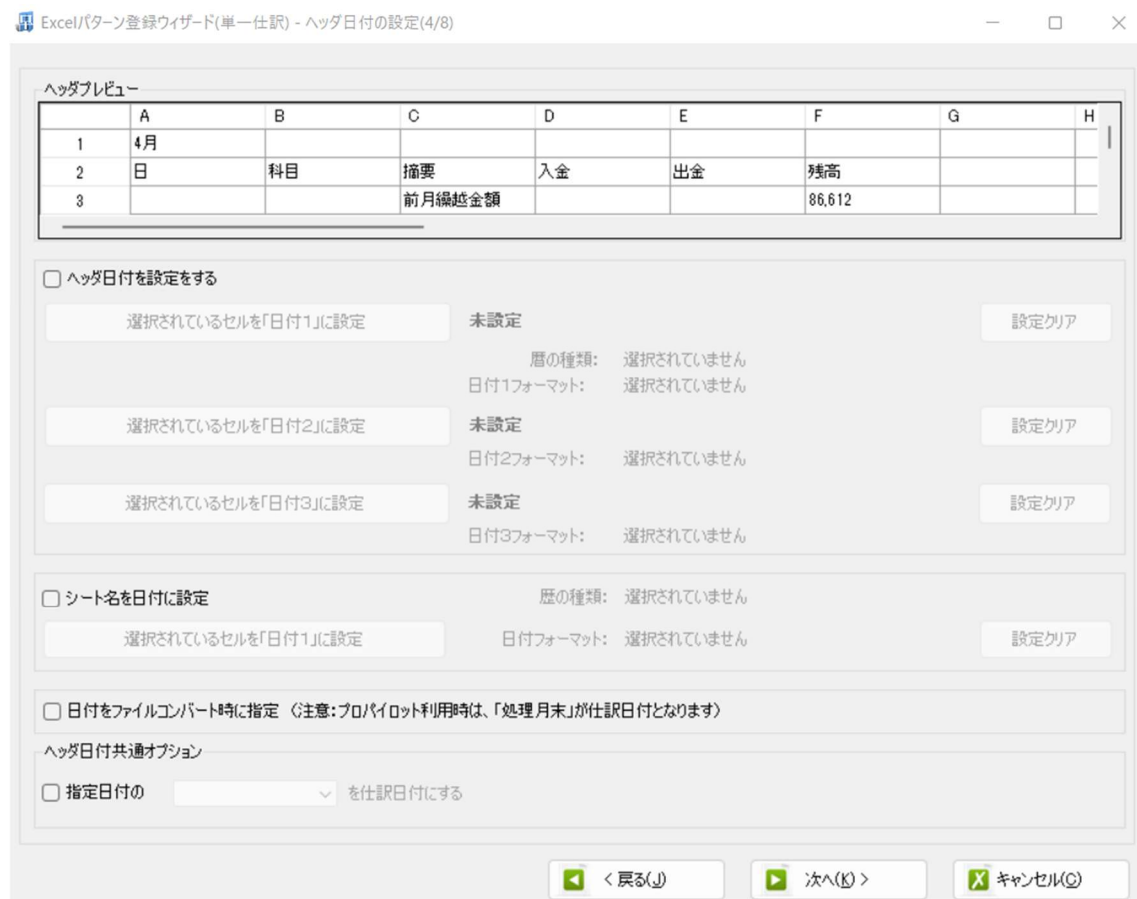 Excelパターン登録ウィザード(単一仕訳) - ヘッダ日付の設定(4/8)
ヘッダプレビュー
A B C D E F G H
1 4月
2 日 科目 摘要 入金 出金 残高
3 前月繰越金額 86,612
ヘッダ日付を設定をする
選択されているセルを「日付1」に設定 未設定 設定クリア
暦の種類: 選択されていません
日付1フォーマット: 選択されていません
選択されているセルを「日付2」に設定 未設定 設定クリア
日付2フォーマット: 選択されていません
選択されているセルを「日付3」に設定 未設定 設定クリア
日付3フォーマット: 選択されていません
シート名を日付に設定 歴の種類: 選択されていません
選択されているセルを「日付1」に設定 日付フォーマット: 選択されていません 設定クリア
日付をファイルコンバート時に指定 〈注意:プロパイロット利用時は、「処理月末」が仕訳日付となります〉
ヘッダ日付共通オプション
指定日付の を仕訳日付にする
< 戻る(J) 次へ(K) > キャンセル(C)